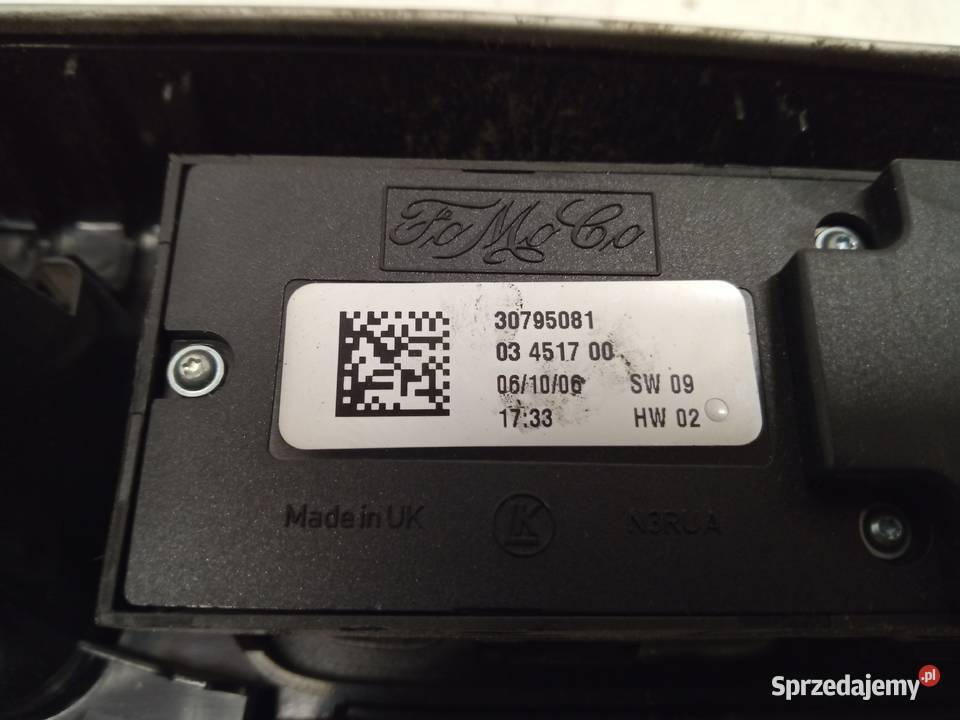 FoMoCo
30795081
03 4517 00
06/10/06 SW 09
17:33 HW 02
Made in UK K N3RUA
Sprzedajemy.pl